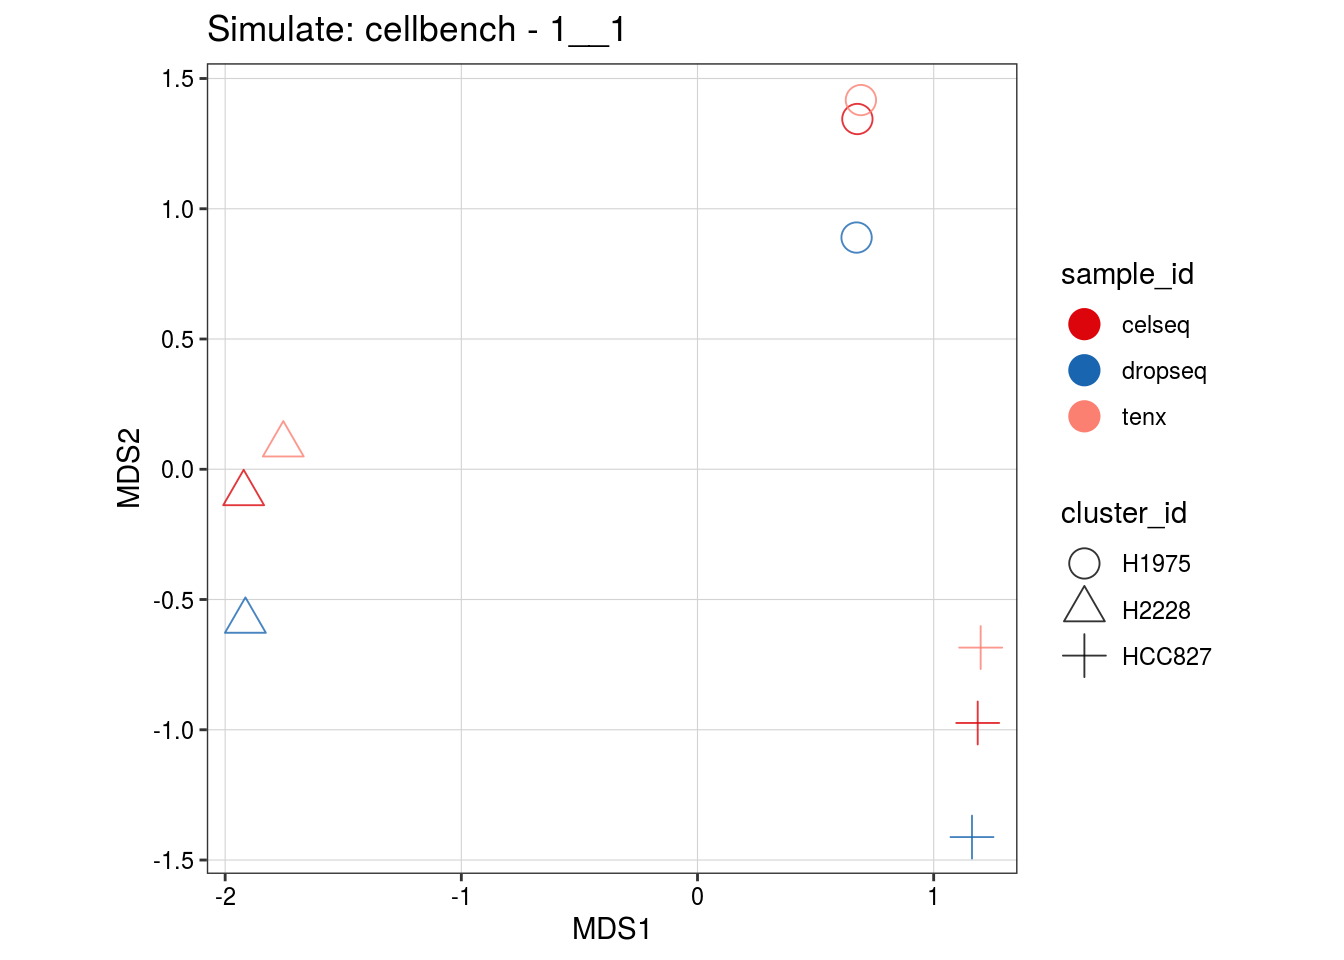 Simulate: cellbench - 1__1
1.5
1.0
0.5
0.0
-0.5
-1.0
-1.5
MDS2
-2
-1
0
1
MDS1
sample_id
celseq
dropseq
tenx
cluster_id
H1975
H2228
HCC827